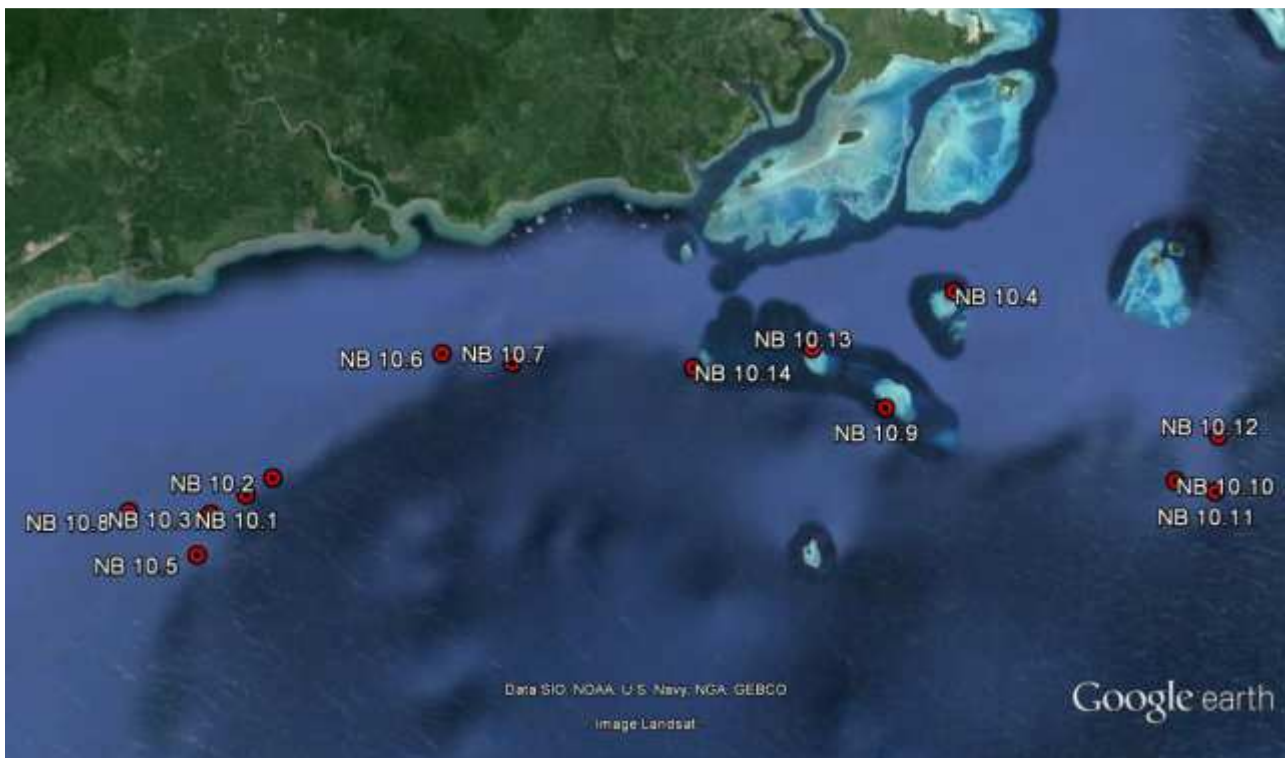 NB 10.4
NB 10.13
NB 10.6
NB 10.7
NB 10.14
NB 10.9
NB 10.12
NB 10.2
NB 10.10
NB 10.11
NB 10.8
NB 10.3
NB 10.1
NB 10.5
Data SIO, NOAA, U.S. Navy, NGA, GEBCO
Image Landsat
Google earth